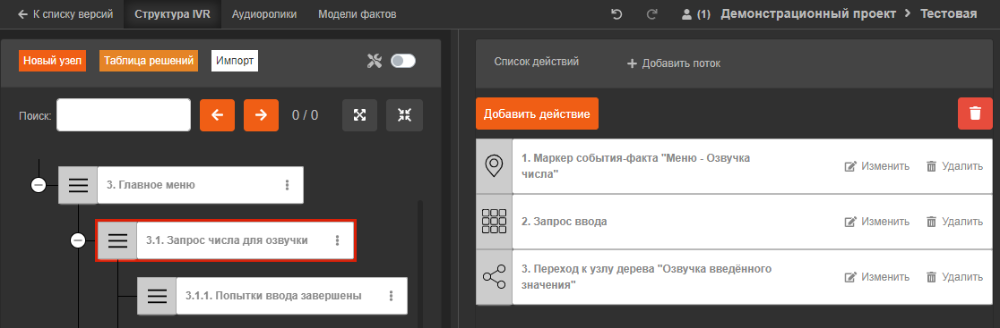 К списку версий
Структура IVR
Аудиоролики
Модели фактов
(1)
Демонстрационный проект
Тестовая
Новый узел
Таблица решений
Импорт
Список действий
Добавить поток
Поиск:
0 / 0
Добавить действие
3. Главное меню
3.1. Запрос числа для озвучки
3.1.1. Попытки ввода завершены
1. Маркер события-факта "Меню - Озвучка
числа"
Изменить
Удалить
2. Запрос ввода
Изменить
Удалить
3. Переход к узлу дерева "Озвучка введённого
значения"
Изменить
Удалить